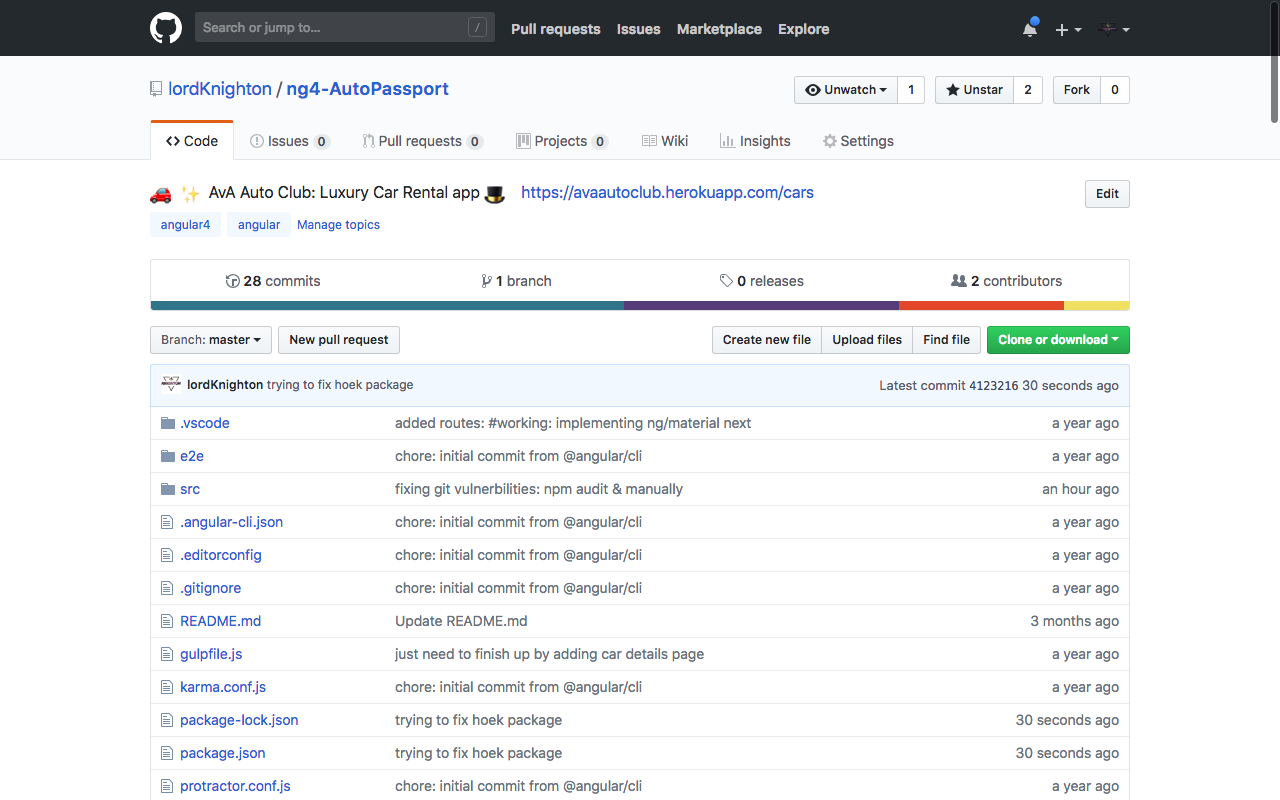 Search or jump to... /
Pull requests Issues Marketplace Explore
lordKnighton / ng4-AutoPassport
Unwatch 1 Unstar 2 Fork 0
Code Issues 0 Pull requests 0 Projects 0 Wiki Insights Settings
AvA Auto Club: Luxury Car Rental app https://avaautoclub.herokuapp.com/cars Edit
angular4 angular Manage topics
28 commits 1 branch 0 releases 2 contributors
Branch: master New pull request Create new file Upload files Find file Clone or download
lordKnighton trying to fix hoek package Latest commit 4123216 30 seconds ago
.vscode added routes: #working: implementing ng/material next a year ago
e2e chore: initial commit from @angular/cli a year ago
src fixing git vulnerbilities: npm audit & manually an hour ago
.angular-cli.json chore: initial commit from @angular/cli a year ago
.editorconfig chore: initial commit from @angular/cli a year ago
.gitignore chore: initial commit from @angular/cli a year ago
README.md Update README.md 3 months ago
gulpfile.js just need to finish up by adding car details page a year ago
karma.conf.js chore: initial commit from @angular/cli a year ago
package-lock.json trying to fix hoek package 30 seconds ago
package.json trying to fix hoek package 30 seconds ago
protractor.conf.js chore: initial commit from @angular/cli a year ago